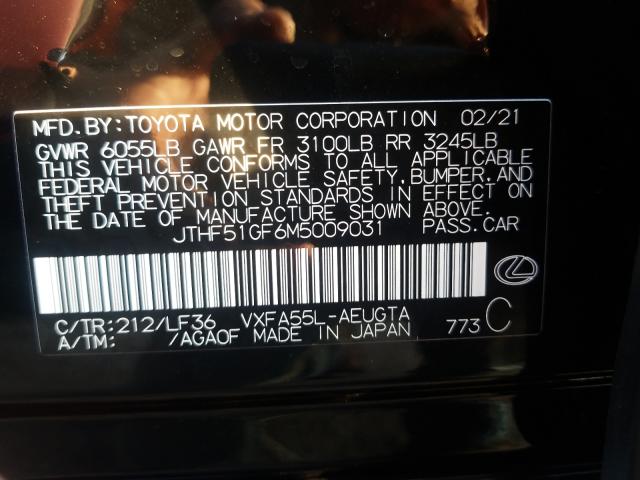 MFD.BY:TOYOTA MOTOR CORPORATION 02/21
GVWR 6055LB GAWR FR 3100LB RR 3245LB
THIS VEHICLE CONFORMS TO ALL APPLICABLE
FEDERAL MOTOR VEHICLE SAFETY,BUMPER,AND
THEFT PREVENTION STANDARDS IN EFFECT ON
THE DATE OF MANUFACTURE SHOWN ABOVE.
JTHF51GF6M5009031 PASS.CAR
C/TR:212/LF36 VXFA55L-AEUGTA
A/TM: /AGAOF MADE IN JAPAN 773 C